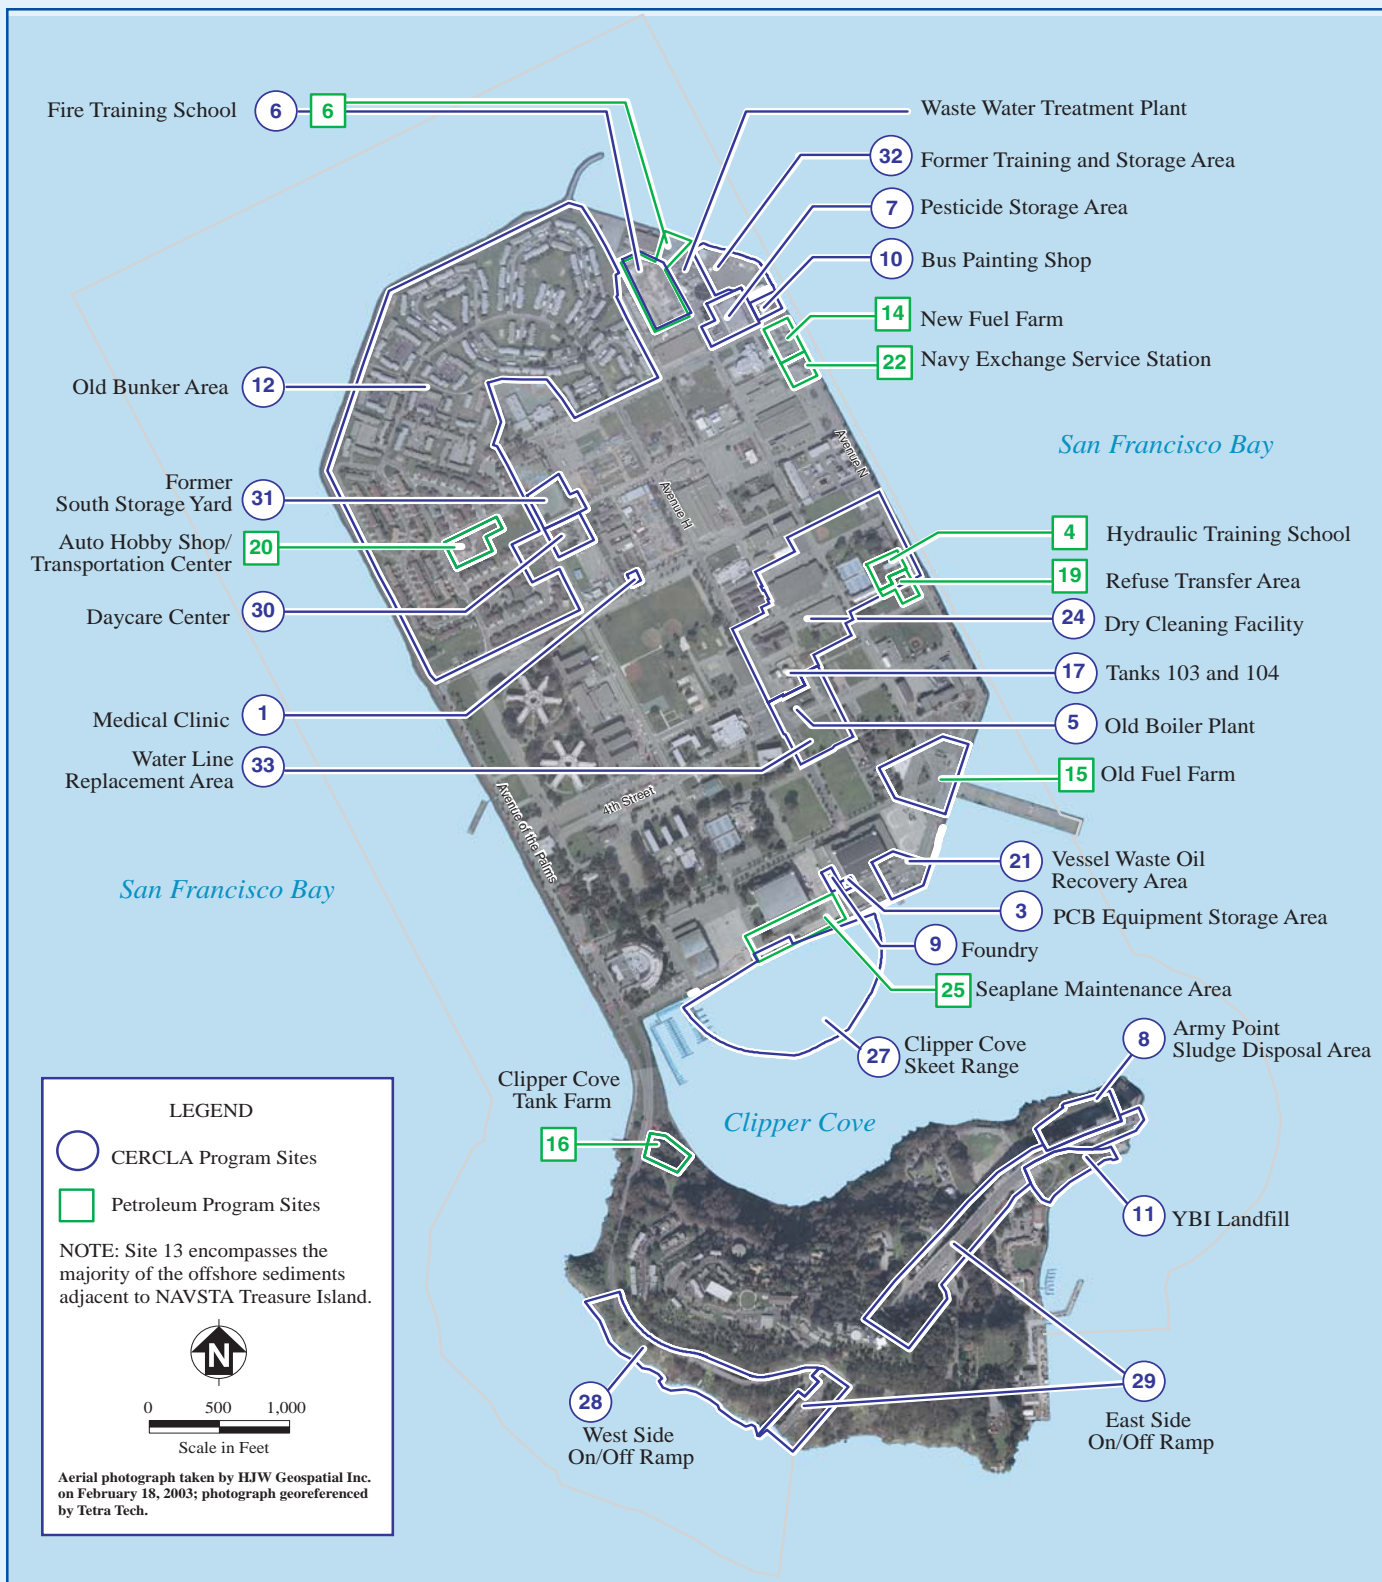 Fire Training School
6
6
Waste Water Treatment Plant
32
Former Training and Storage Area
7
Pesticide Storage Area
10
Bus Painting Shop
14
New Fuel Farm
22
Navy Exchange Service Station
Old Bunker Area
12
San Francisco Bay
Avenue N
Avenue H
Former
South Storage Yard
31
Auto Hobby Shop/
Transportation Center
20
Daycare Center
30
4
Hydraulic Training School
19
Refuse Transfer Area
24
Dry Cleaning Facility
17
Tanks 103 and 104
Medical Clinic
1
5
Old Boiler Plant
Water Line
Replacement Area
33
15
Old Fuel Farm
4th Street
Avenue of the Palms
San Francisco Bay
21
Vessel Waste Oil
Recovery Area
3
PCB Equipment Storage Area
9
Foundry
25
Seaplane Maintenance Area
27
Clipper Cove
Skeet Range
8
Army Point
Sludge Disposal Area
Clipper Cove
Tank Farm
16
Clipper Cove
11
YBI Landfill
28
West Side
On/Off Ramp
29
East Side
On/Off Ramp
LEGEND
CERCLA Program Sites
Petroleum Program Sites
NOTE: Site 13 encompasses the
majority of the offshore sediments
adjacent to NAVSTA Treasure Island.
N
0 500 1,000
Scale in Feet
Aerial photograph taken by HJW Geospatial Inc.
on February 18, 2003; photograph georeferenced
by Tetra Tech.